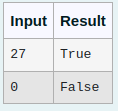 Input Result
27 True
0 False